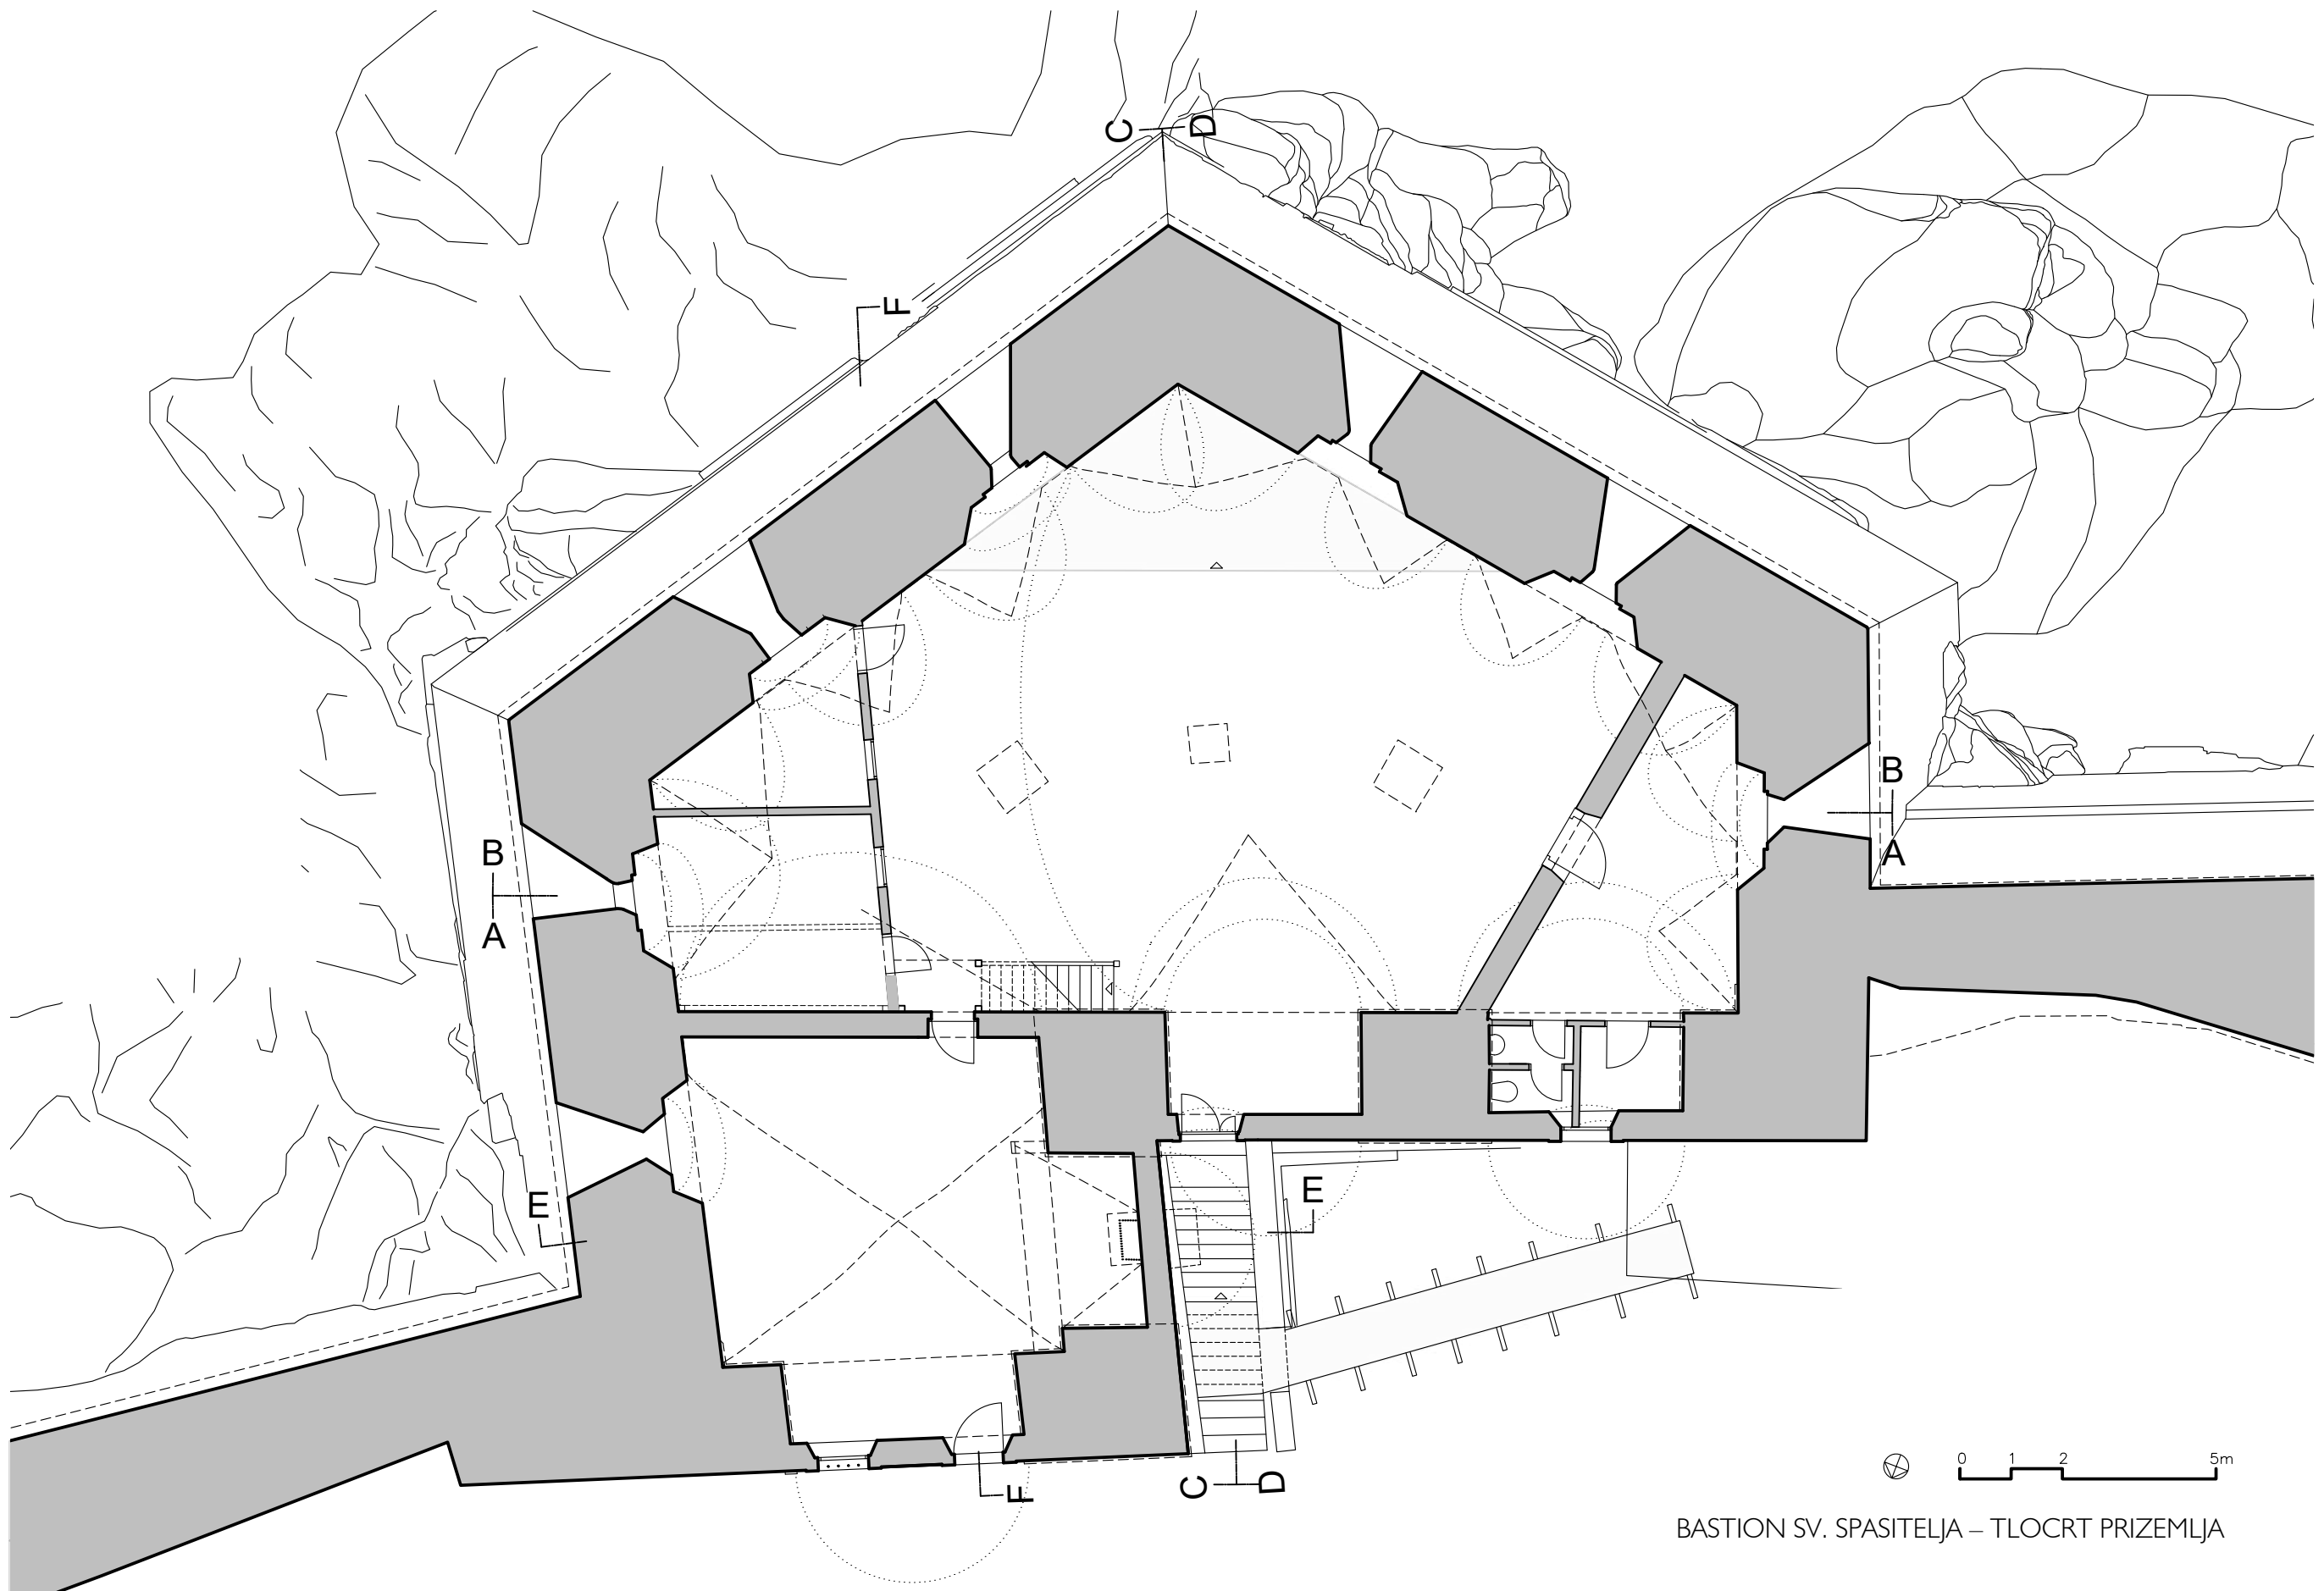 C D
F
B
B
A
A
E
E
C D
F
0 1 2 5m
BASTION SV. SPASITELJA – TLOCRT PRIZEMLJA